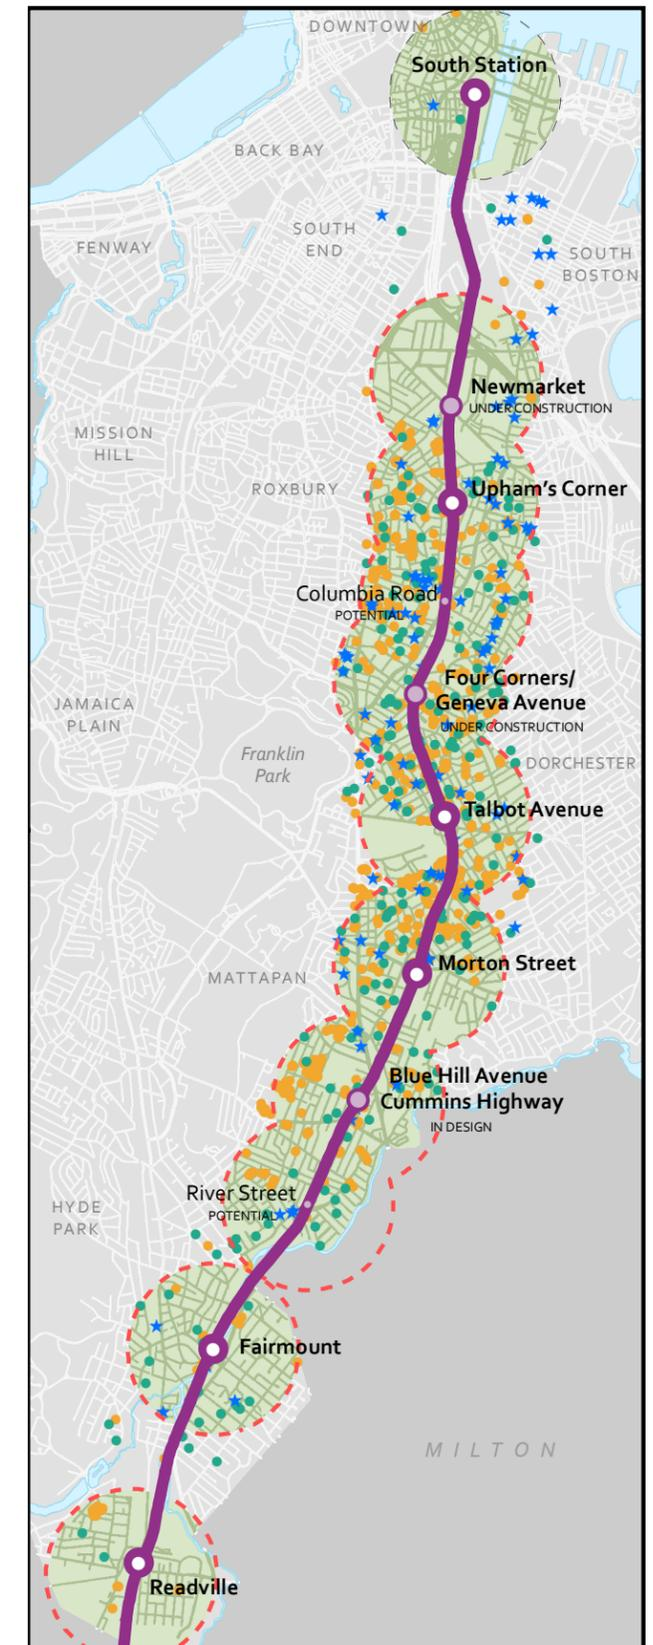 DOWNTOWN
South Station
BACK BAY
SOUTH
END
FENWAY
SOUTH
BOSTON
Newmarket
UNDER CONSTRUCTION
MISSION
HILL
ROXBURY
Upham's Corner
Columbia Road
POTENTIAL
Four Corners/
Geneva Avenue
UNDER CONSTRUCTION
JAMAICA
PLAIN
Franklin
Park
DORCHESTER
Talbot Avenue
Morton Street
MATTAPAN
Blue Hill Avenue
Cummins Highway
IN DESIGN
River Street
POTENTIAL
HYDE
PARK
Fairmount
MILTON
Readville